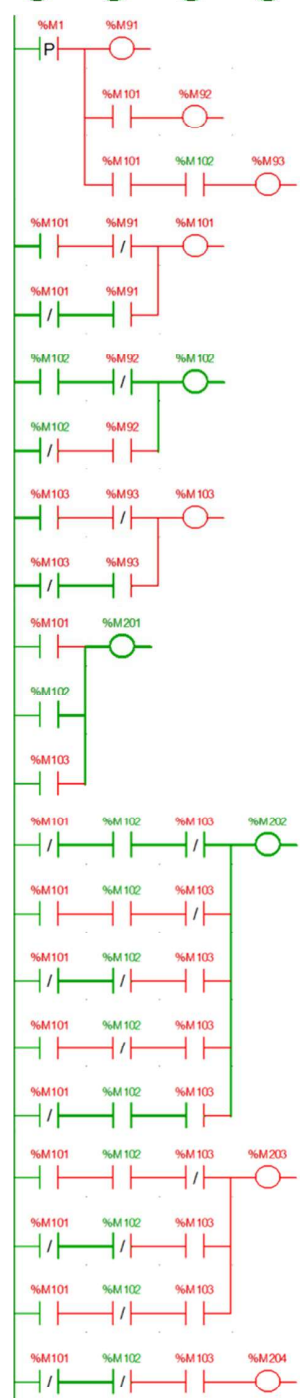 %M1 %M91
P
%M101 %M92
%M101 %M102 %M93
%M101 %M91 %M101
/
%M101 %M91
/
%M102 %M92 %M102
/
%M102 %M92
/
%M103 %M93 %M103
/
%M103 %M93
/
%M101 %M201
%M102
%M103
%M101 %M102 %M103 %M202
/ /
%M101 %M102 %M103
/
%M101 %M102 %M103
/ /
%M101 %M102 %M103
/
%M101 %M102 %M103
/
%M101 %M102 %M103 %M203
/
%M101 %M102 %M103
/ /
%M101 %M102 %M103
/
%M101 %M102 %M103 %M204
/ /